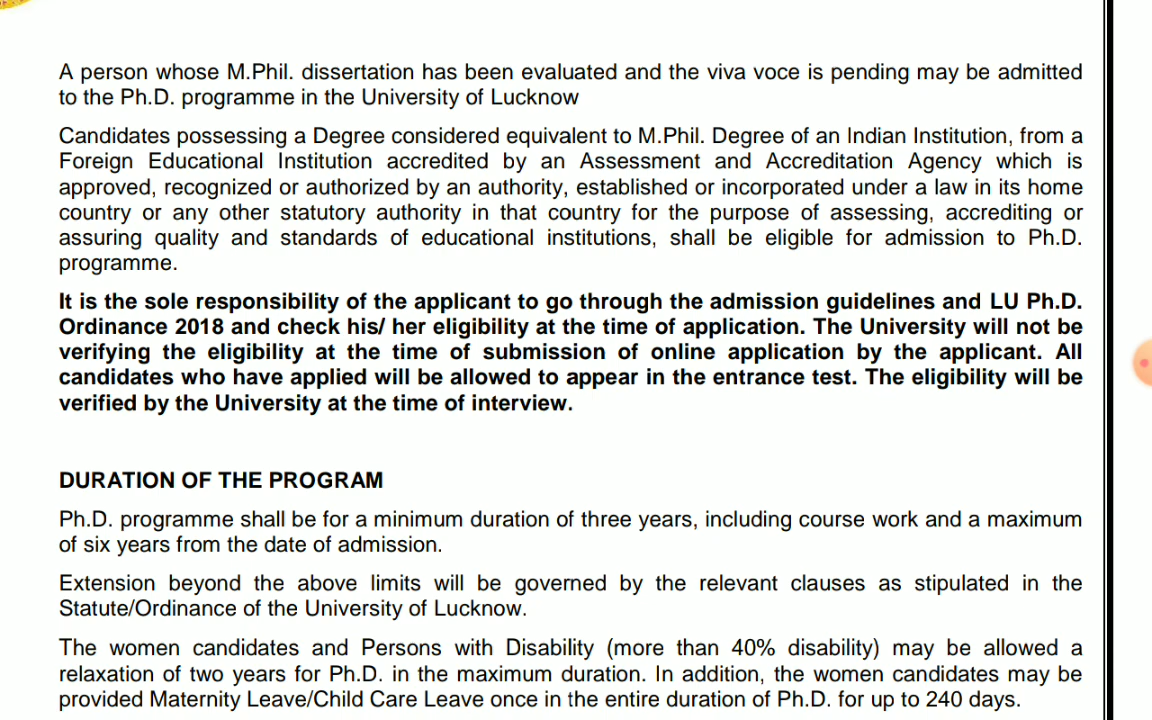 A person whose M.Phil. dissertation has been evaluated and the viva voce is pending may be admitted
to the Ph.D. programme in the University of Lucknow
Candidates possessing a Degree considered equivalent to M.Phil. Degree of an Indian Institution, from a
Foreign Educational Institution accredited by an Assessment and Accreditation Agency which is
approved, recognized or authorized by an authority, established or incorporated under a law in its home
country or any other statutory authority in that country for the purpose of assessing, accrediting or
assuring quality and standards of educational institutions, shall be eligible for admission to Ph.D.
programme.
It is the sole responsibility of the applicant to go through the admission guidelines and LU Ph.D.
Ordinance 2018 and check his/ her eligibility at the time of application. The University will not be
verifying the eligibility at the time of submission of online application by the applicant. All
candidates who have applied will be allowed to appear in the entrance test. The eligibility will be
verified by the University at the time of interview.
DURATION OF THE PROGRAM
Ph.D. programme shall be for a minimum duration of three years, including course work and a maximum
of six years from the date of admission.
Extension beyond the above limits will be governed by the relevant clauses as stipulated in the
Statute/Ordinance of the University of Lucknow.
The women candidates and Persons with Disability (more than 40% disability) may be allowed a
relaxation of two years for Ph.D. in the maximum duration. In addition, the women candidates may be
provided Maternity Leave/Child Care Leave once in the entire duration of Ph.D. for up to 240 days.